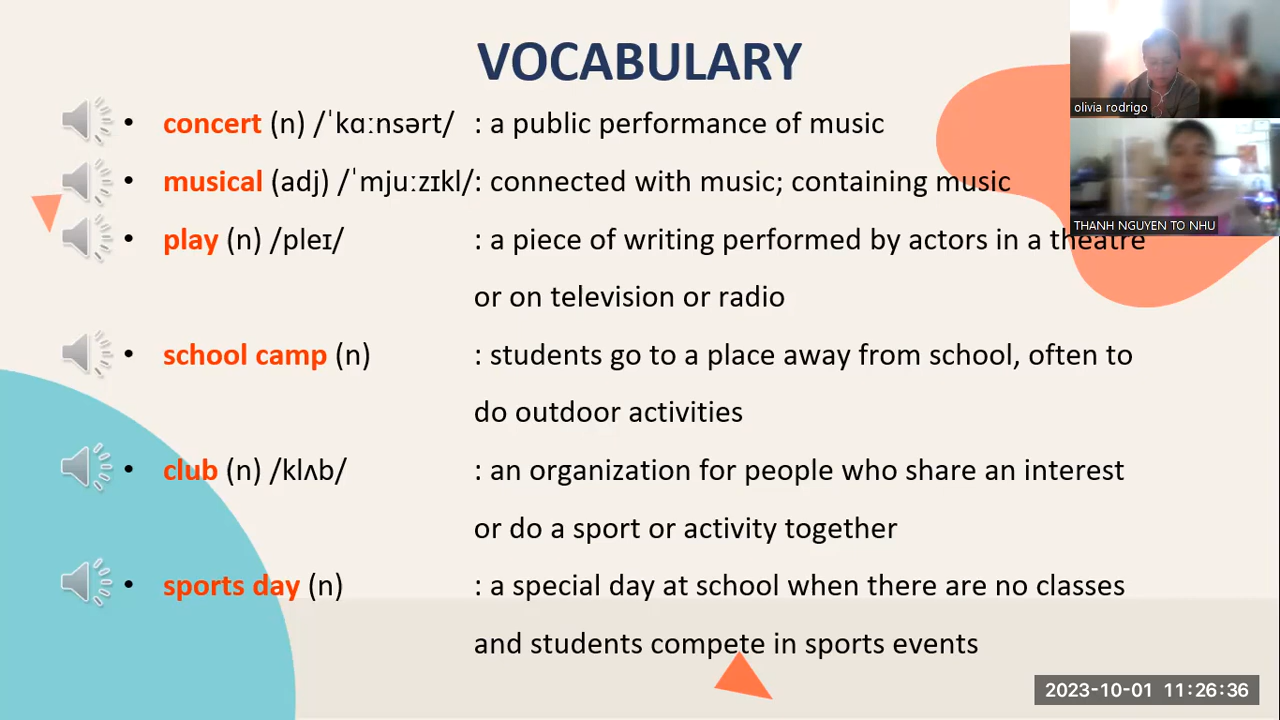 VOCABULARY
olivia rodrigo
• concert (n) /ˈkɑːnsərt/ : a public performance of music
• musical (adj) /ˈmjuːzɪkl/: connected with music; containing music
THANH NGUYEN TO NHU
• play (n) /pleɪ/ : a piece of writing performed by actors in a theatre
or on television or radio
• school camp (n) : students go to a place away from school, often to
do outdoor activities
• club (n) /klʌb/ : an organization for people who share an interest
or do a sport or activity together
• sports day (n) : a special day at school when there are no classes
and students compete in sports events
2023-10-01 11:26:36